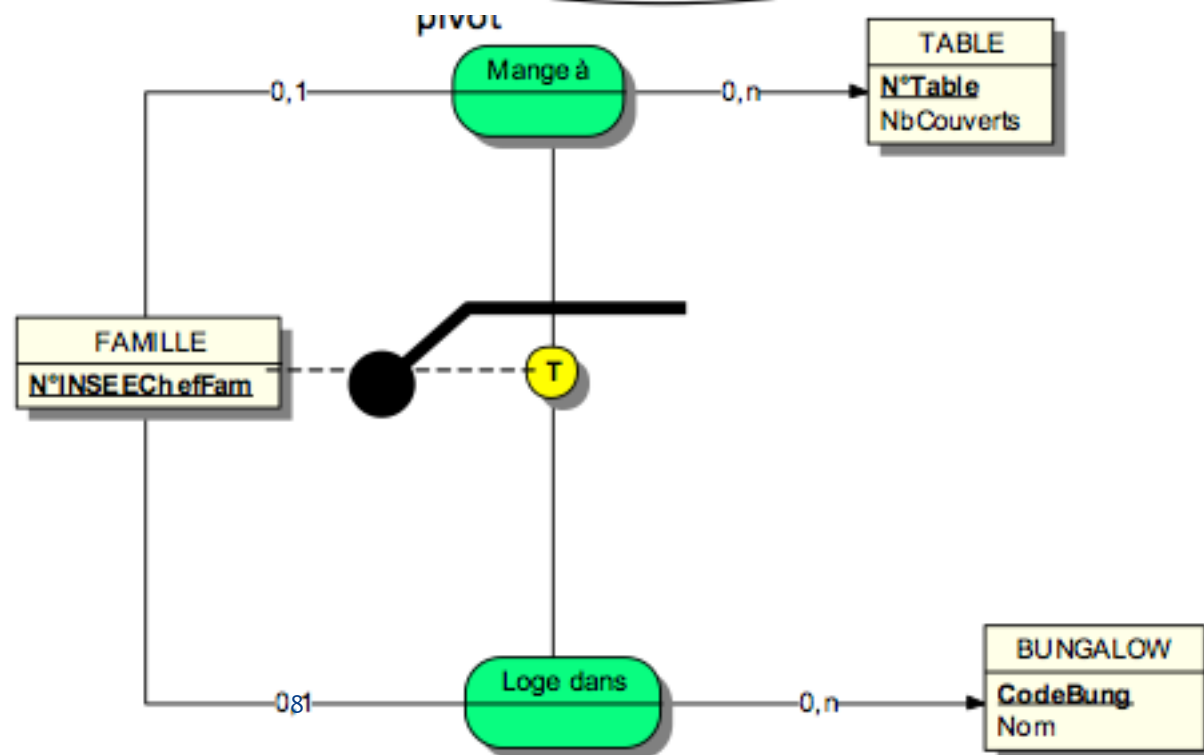 pivot
Mange à
0,1
0,n
TABLE
N°Table
NbCouverts
FAMILLE
N°INSEEChefFam
T
Loge dans
081
0,n
BUNGALOW
CodeBung
Nom